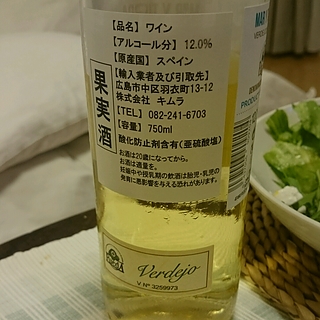 【品名】 ワイン
【アルコール分】 12.0%
【原産国】 スペイン
【輸入業者及び引取先】
広島市中区羽衣町13-12
株式会社 キムラ
【TEL】 082-241-6703
【容量】 750ml
果実酒
酸化防止剤含有(亜硫酸塩)
お酒は20歳になってから。
お酒は適量を。
妊娠中や授乳期の飲酒は胎児・乳児の
発育に悪影響を与える恐れがあります。
Verdejo
V Nº 3259973
MAR
VERDE